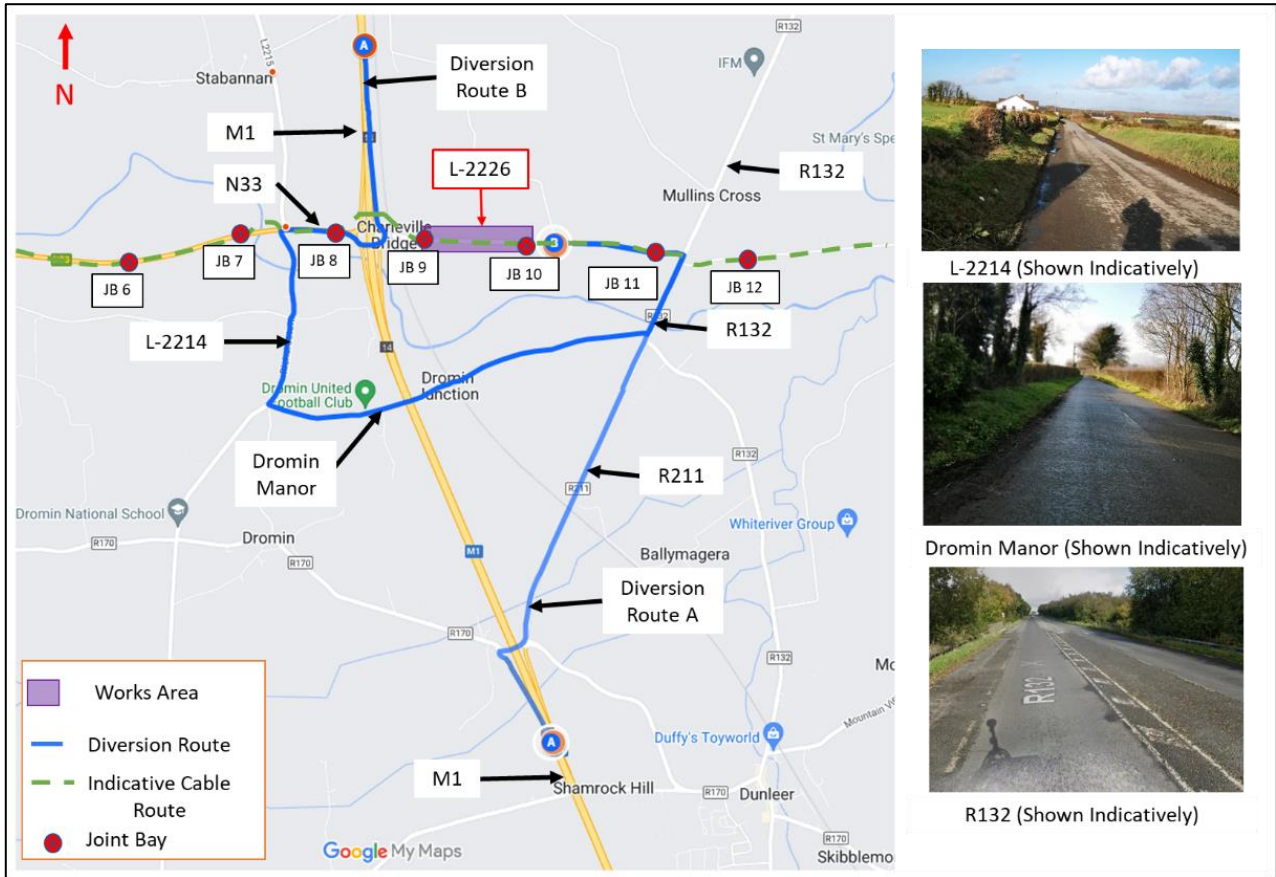 N
L2215
Stabannan
A
Diversion
Route B
M1
N33
L-2226
R132
IFM
St Mary's Spe
R132
Mullins Cross
Charleville
Bridge
JB 6
JB 7
JB 8
JB 9
JB 10
JB 11
JB 12
L-2214
R132
R132
14
Dromin United
Football Club
Dromin
Junction
Dromin
Manor
R211
R211
Dromin National School
R170
Dromin
R170
M1
Whiteriver Group
R132
Ballymagera
Diversion
Route A
R170
R132
A
M1
Shamrock Hill
Duffy's Toyworld
Mountain Vi
R170
Dunleer
Skibblemo
Works Area
Diversion Route
Indicative Cable
Route
Joint Bay
Google My Maps
L-2214 (Shown Indicatively)
Dromin Manor (Shown Indicatively)
R132 X
R132 (Shown Indicatively)